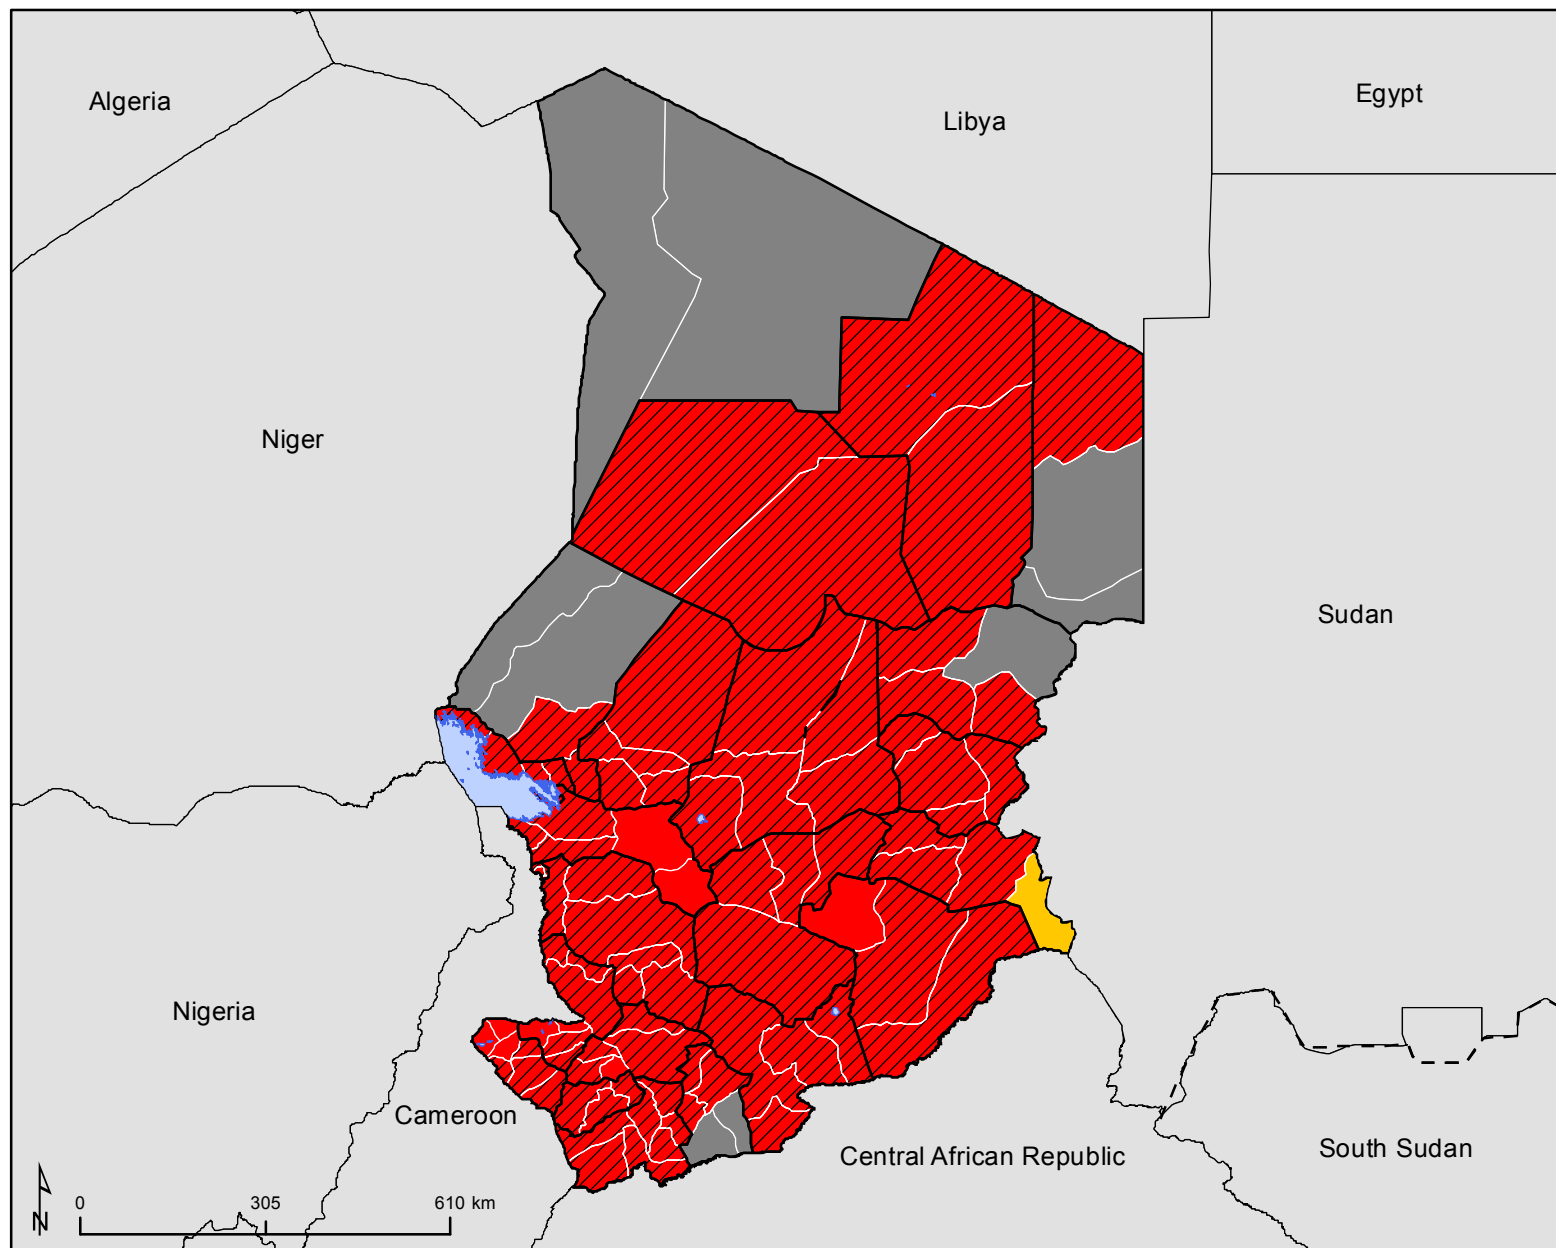 Algeria
Libya
Egypt
Niger
Sudan
Nigeria
Cameroon
Central African Republic
South Sudan
0 305 610 km
N